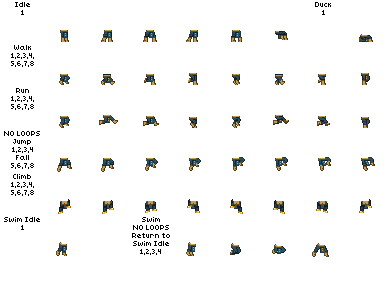 Idle
1
Duck
1
Walk
1,2,3,4,
5,6,7,8
Run
1,2,3,4,
5,6,7,8
NO LOOPS
Jump
1,2,3,4
Fall
5,6,7,8
Climb
1,2,3,4,
5,6,7,8
Swim Idle
1
Swim
NO LOOPS
Return to
Swim Idle
1,2,3,4